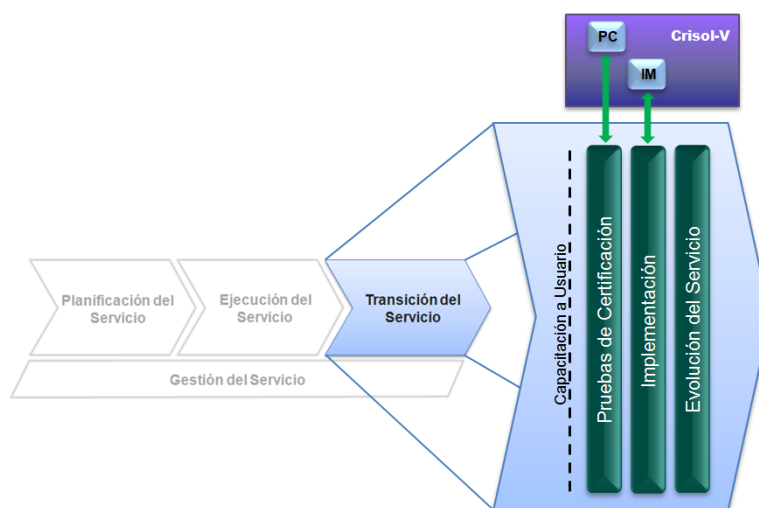 PC
Crisol-V
IM
Planificación del
Servicio
Ejecución del
Servicio
Transición del
Servicio
Gestión del Servicio
Capacitación a Usuario
Pruebas de Certificación
Implementación
Evolución del Servicio